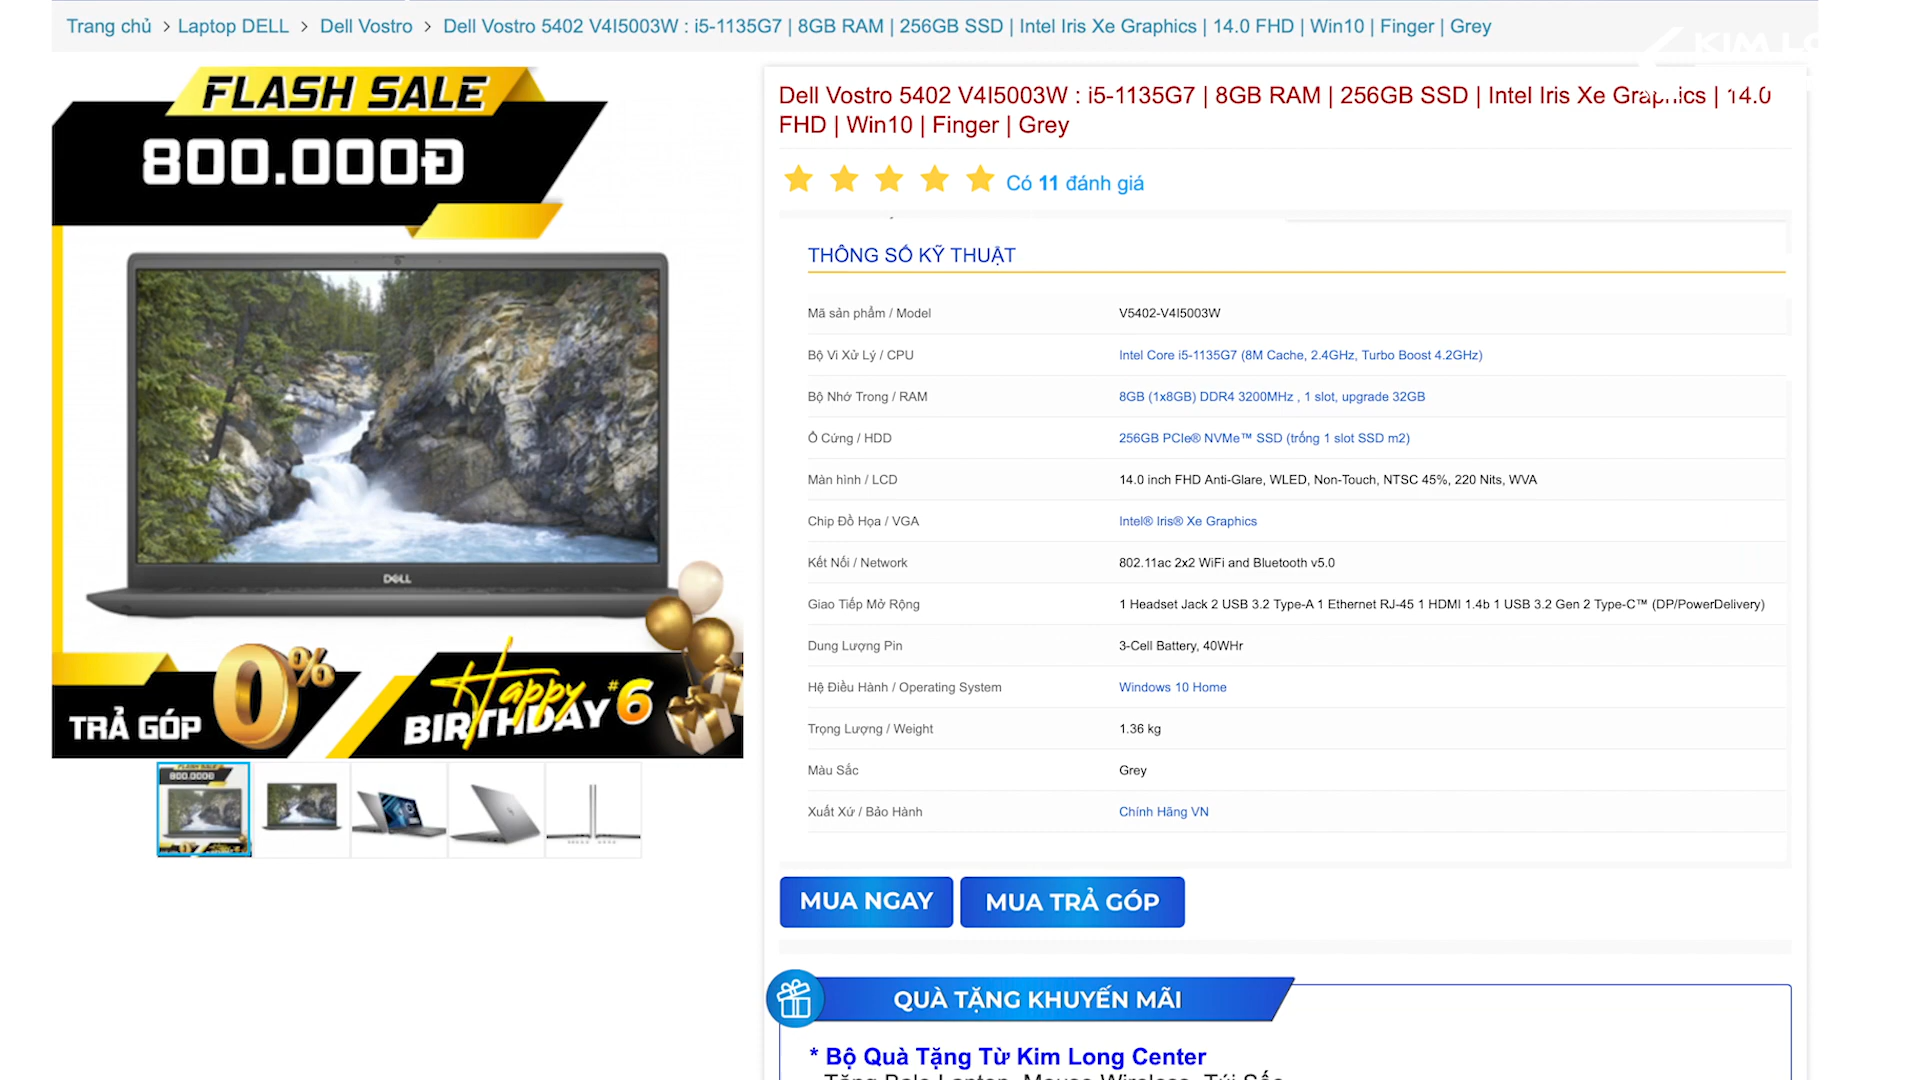 Trang chủ > Laptop DELL > Dell Vostro > Dell Vostro 5402 V4I5003W : i5-1135G7 | 8GB RAM | 256GB SSD | Intel Iris Xe Graphics | 14.0 FHD | Win10 | Finger | Grey
KIM LO
FLASH SALE
800.000Đ
DELL
TRẢ GÓP 0%
Happy
BIRTHDAY #6
Dell Vostro 5402 V4I5003W : i5-1135G7 | 8GB RAM | 256GB SSD | Intel Iris Xe Graphics | 14.0
FHD | Win10 | Finger | Grey
Có 11 đánh giá
THÔNG SỐ KỸ THUẬT
Mã sản phẩm / Model V5402-V4I5003W
Bộ Vi Xử Lý / CPU Intel Core i5-1135G7 (8M Cache, 2.4GHz, Turbo Boost 4.2GHz)
Bộ Nhớ Trong / RAM 8GB (1x8GB) DDR4 3200MHz , 1 slot, upgrade 32GB
Ổ Cứng / HDD 256GB PCIe® NVMe™ SSD (trống 1 slot SSD m2)
Màn hình / LCD 14.0 inch FHD Anti-Glare, WLED, Non-Touch, NTSC 45%, 220 Nits, WVA
Chip Đồ Họa / VGA Intel® Iris® Xe Graphics
Kết Nối / Network 802.11ac 2x2 WiFi and Bluetooth v5.0
Giao Tiếp Mở Rộng 1 Headset Jack 2 USB 3.2 Type-A 1 Ethernet RJ-45 1 HDMI 1.4b 1 USB 3.2 Gen 2 Type-C™ (DP/PowerDelivery)
Dung Lượng Pin 3-Cell Battery, 40WHr
Hệ Điều Hành / Operating System Windows 10 Home
Trọng Lượng / Weight 1.36 kg
Màu Sắc Grey
Xuất Xứ / Bảo Hành Chính Hãng VN
MUA NGAY MUA TRẢ GÓP
QUÀ TẶNG KHUYẾN MÃI
* Bộ Quà Tặng Từ Kim Long Center